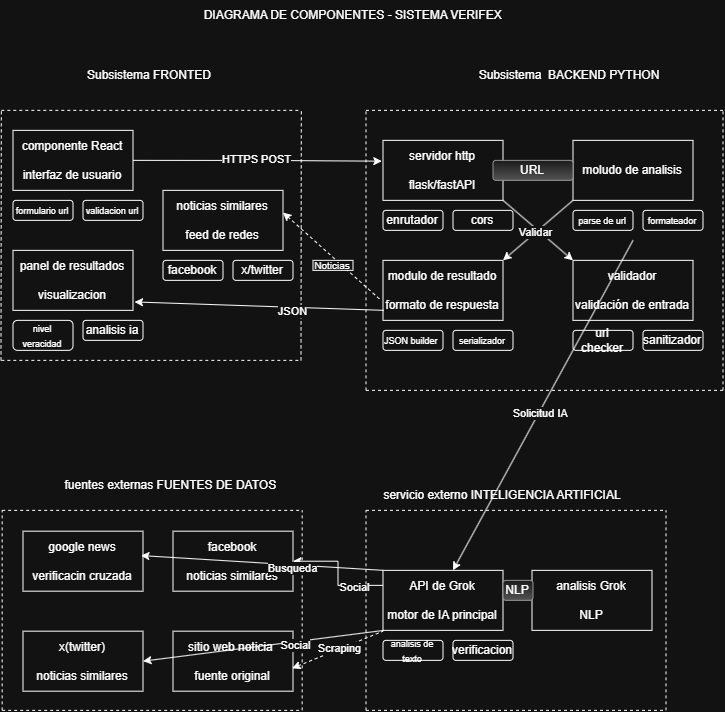 DIAGRAMA DE COMPONENTES - SISTEMA VERIFEX
Subsistema FRONTED
Subsistema BACKEND PYTHON
componente React
interfaz de usuario
formulario url
validacion url
noticias similares
feed de redes
facebook
x/twitter
panel de resultados
visualizacion
nivel
veracidad
analisis ia
HTTPS POST
Noticias
JSON
servidor http
flask/fastAPI
enrutador
cors
URL
moludo de analisis
parse de url
formateador
Validar
modulo de resultado
formato de respuesta
JSON builder
serializador
validador
validación de entrada
url
checker
sanitizador
Solicitud IA
fuentes externas FUENTES DE DATOS
servicio externo INTELIGENCIA ARTIFICIAL
google news
verificacin cruzada
facebook
noticias similares
Busqueda
Social
x(twitter)
noticias similares
sitio web noticia
fuente original
Social
Scraping
API de Grok
motor de IA principal
analisis de
texto
verificacion
NLP
analisis Grok
NLP